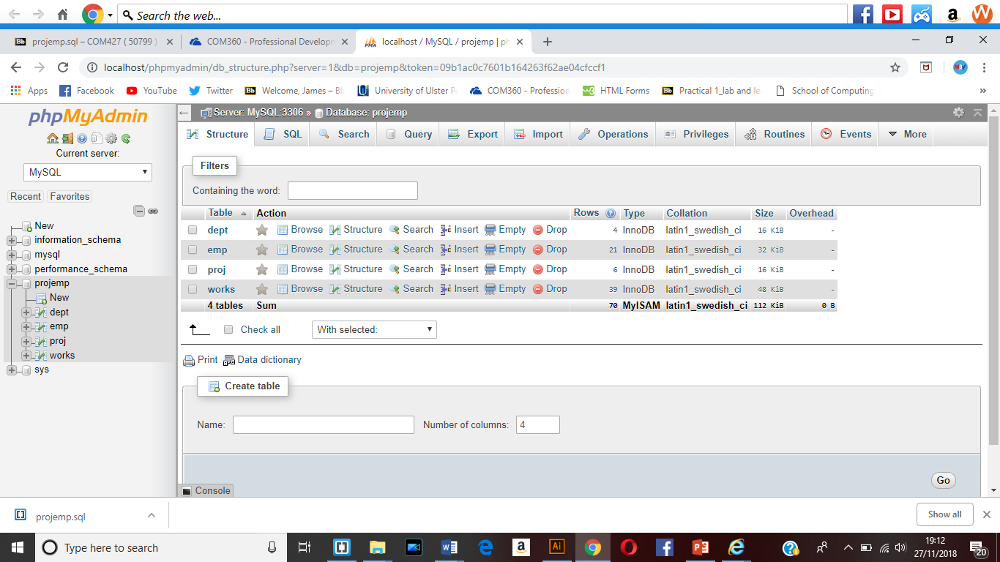 Search the web...
projemp.sql – COM427 ( 50799 )
COM360 - Professional Developm
localhost / MySQL / projemp | ph
localhost/phpmyadmin/db_structure.php?server=1&db=projemp&token=09b1ac0c7601b164263f62ae04cfccf1
Apps Facebook YouTube Twitter Welcome, James – Bl University of Ulster P COM360 - Profession HTML Forms Practical 1_lab and le School of Computing »
phpMyAdmin
Current server:
MySQL
Recent Favorites
New
information_schema
mysql
performance_schema
projemp
New
dept
emp
proj
works
sys
Server: MySQL:3306 » Database: projemp
Structure SQL Search Query Export Import Operations Privileges Routines Events More
Filters
Containing the word:
Table Action Rows Type Collation Size Overhead
dept Browse Structure Search Insert Empty Drop 4 InnoDB latin1_swedish_ci 16 KiB -
emp Browse Structure Search Insert Empty Drop 21 InnoDB latin1_swedish_ci 32 KiB -
proj Browse Structure Search Insert Empty Drop 6 InnoDB latin1_swedish_ci 16 KiB -
works Browse Structure Search Insert Empty Drop 39 InnoDB latin1_swedish_ci 48 KiB -
4 tables Sum 70 MyISAM latin1_swedish_ci 112 KiB 0 B
Check all With selected:
Print Data dictionary
Create table
Name: Number of columns: 4
Go
Console
projemp.sql
Show all
Type here to search
19:12
27/11/2018
20